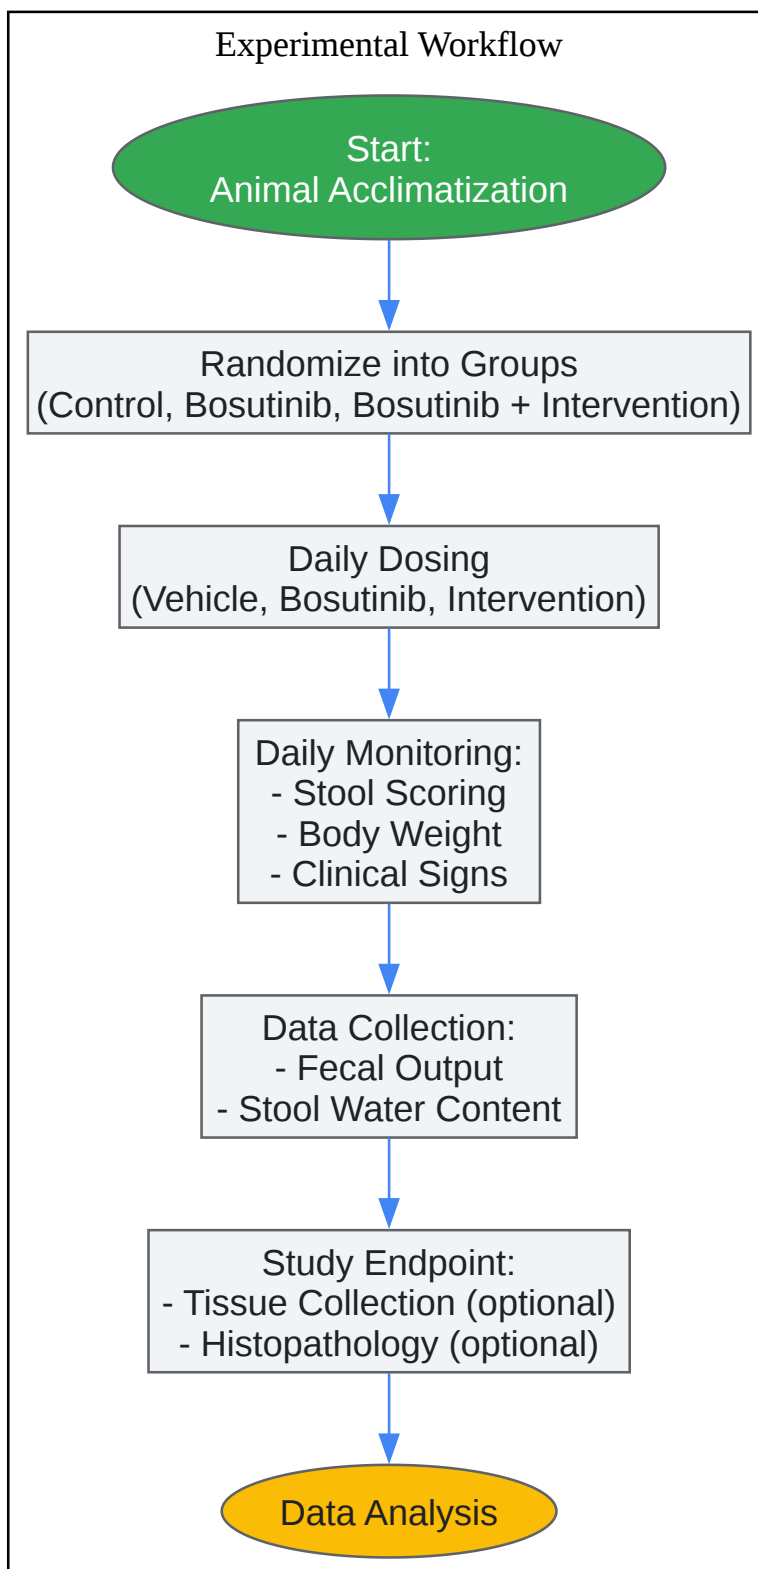 Experimental Workflow
Start:
Animal Acclimatization
Randomize into Groups
(Control, Bosutinib, Bosutinib + Intervention)
Daily Dosing
(Vehicle, Bosutinib, Intervention)
Daily Monitoring:
- Stool Scoring
- Body Weight
- Clinical Signs
Data Collection:
- Fecal Output
- Stool Water Content
Study Endpoint:
- Tissue Collection (optional)
- Histopathology (optional)
Data Analysis